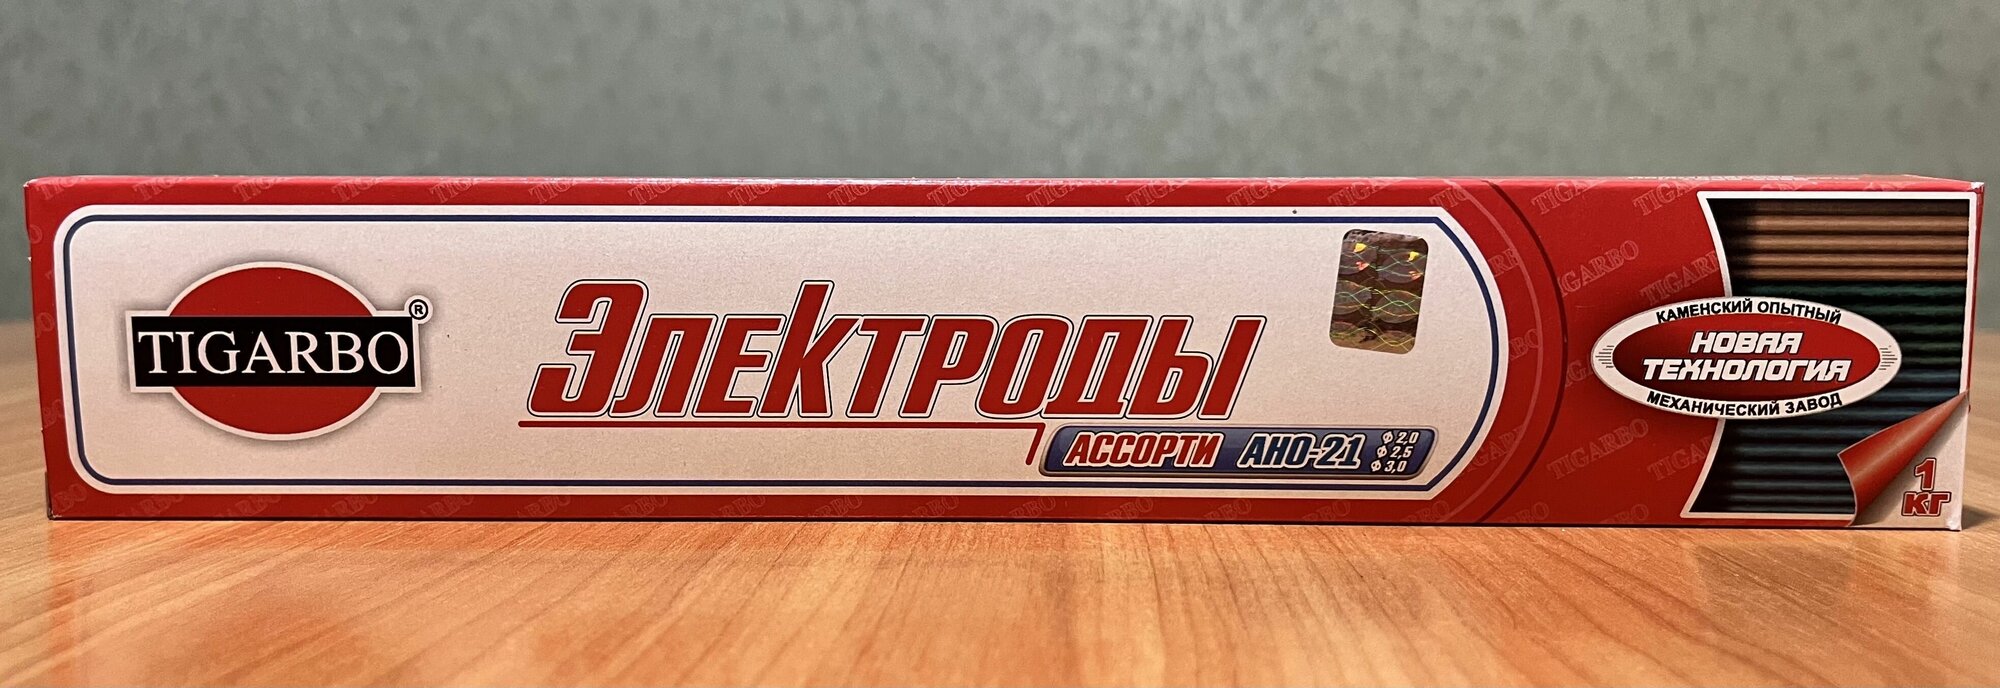 TIGARBO®
ЭЛЕКТРОДЫ
АССОРТИ АНО-21
Ф 2,0
Ф 2,5
Ф 3,0
КАМЕНСКИЙ ОПЫТНЫЙ
НОВАЯ
ТЕХНОЛОГИЯ
МЕХАНИЧЕСКИЙ ЗАВОД
1
КГ